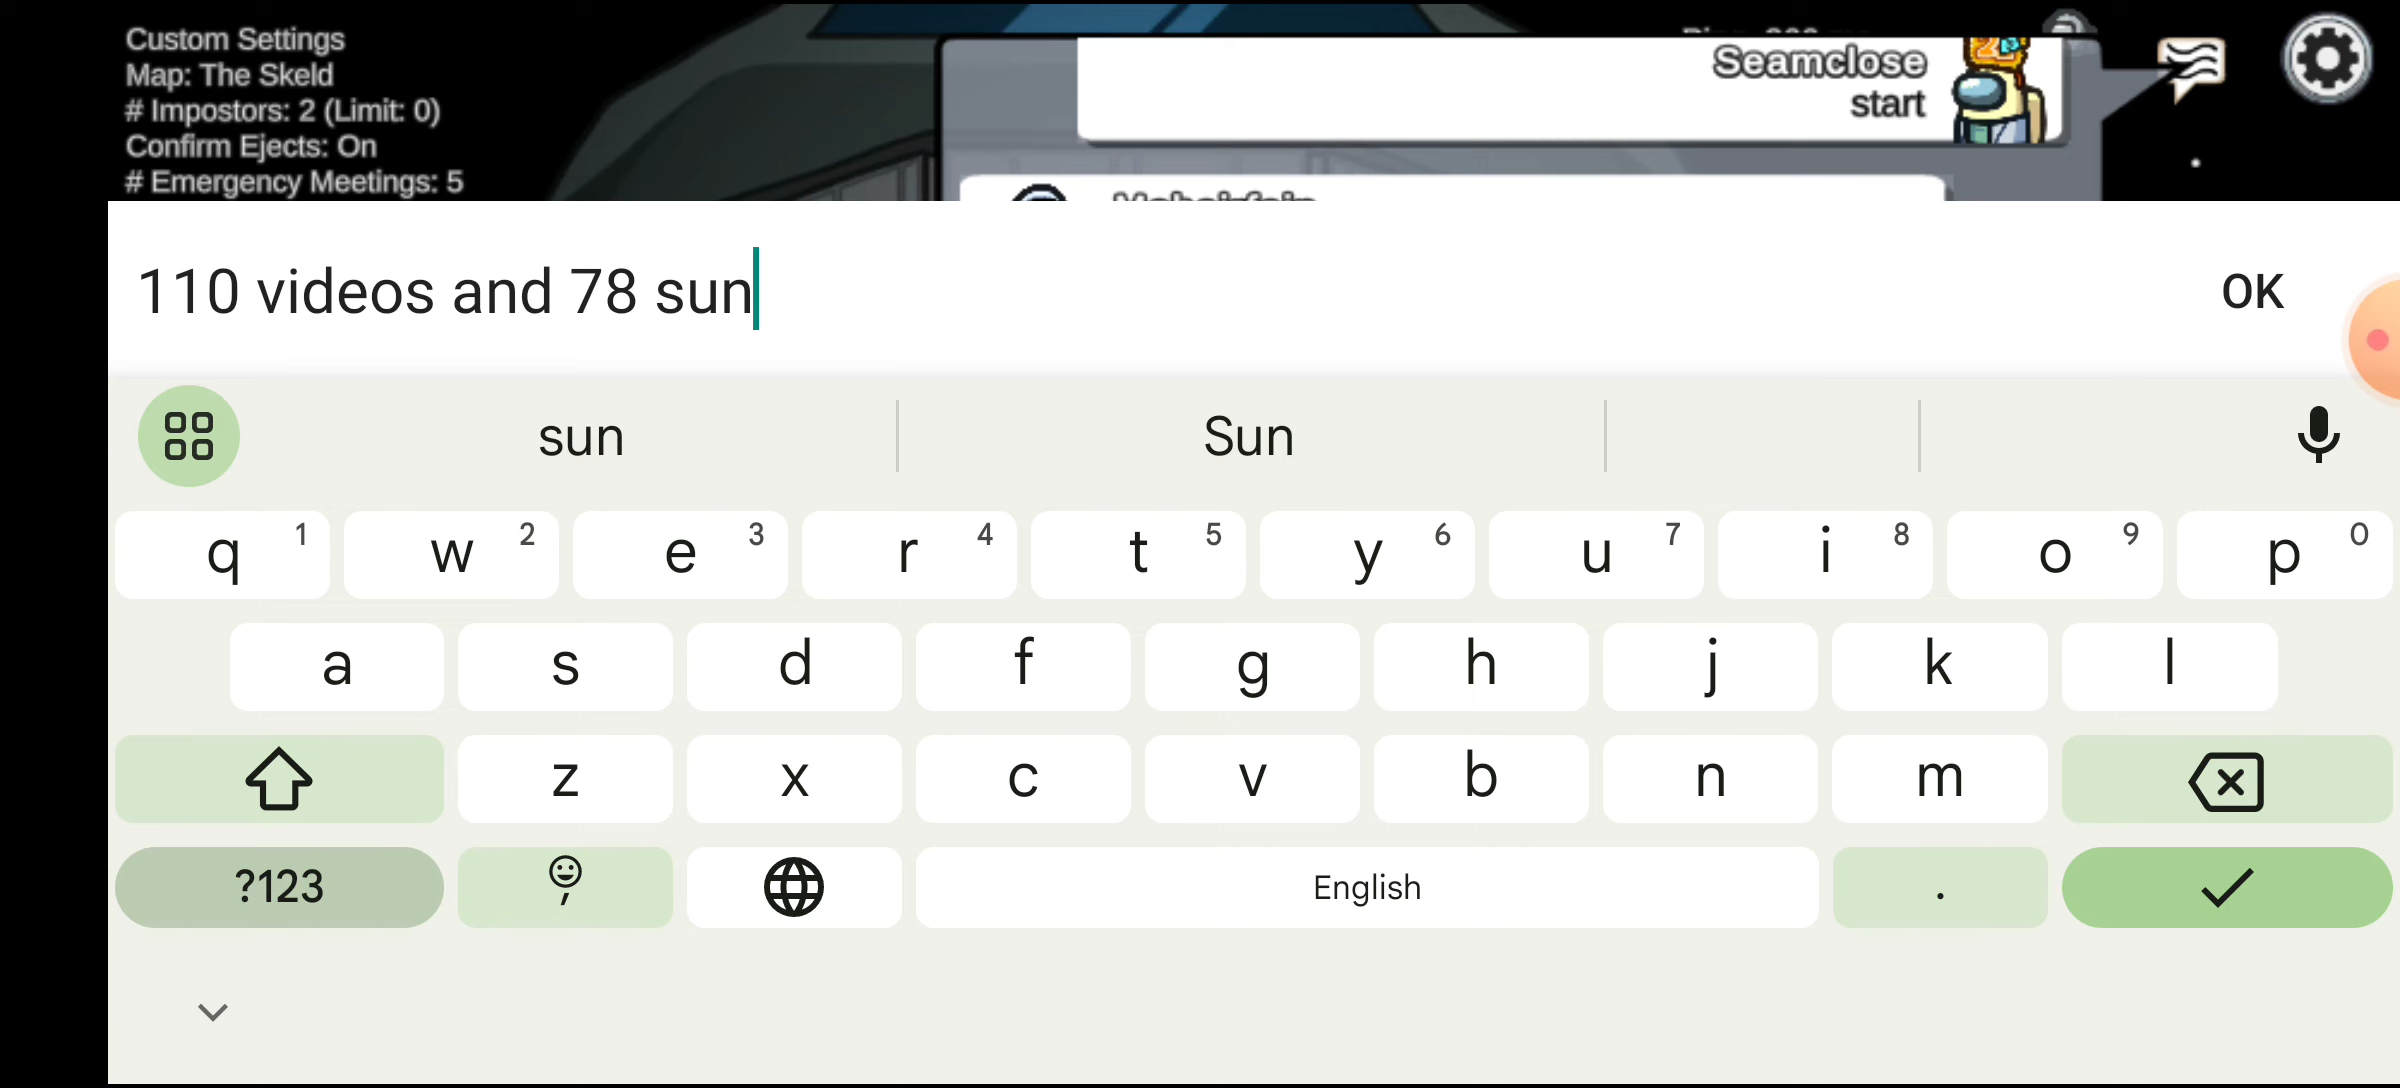 Custom Settings
Map: The Skeld
# Impostors: 2 (Limit: 0)
Confirm Ejects: On
# Emergency Meetings: 5
Seamclose
start
110 videos and 78 sun
OK
sun
Sun
q 1 w 2 e 3 r 4 t 5 y 6 u 7 i 8 o 9 p 0
a s d f g h j k l
z x c v b n m
?123 , English .